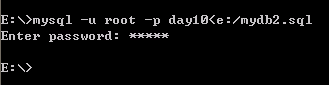 E:\>mysql -u root -p day10<e:/mydb2.sql
Enter password: *****
E:\>